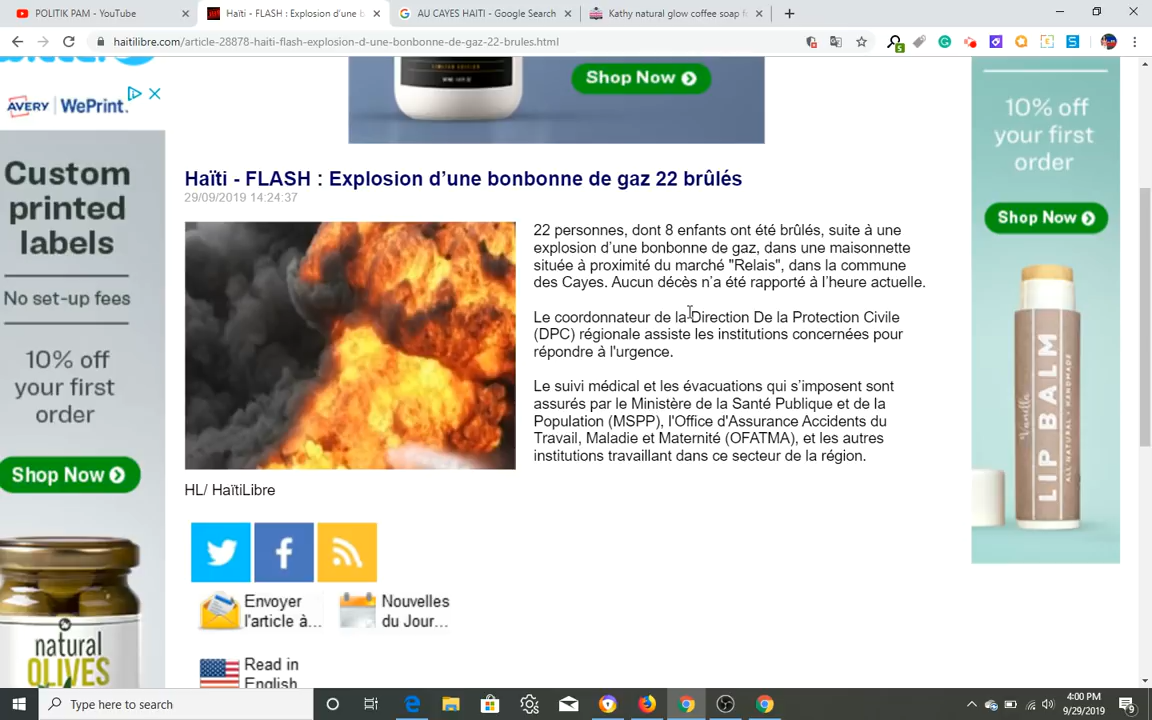 POLITIK PAM - YouTube
Haïti - FLASH : Explosion d'une b
AU CAYES HAITI - Google Search
Kathy natural glow coffee soap f
haitilibre.com/article-28878-haiti-flash-explosion-d-une-bonbonne-de-gaz-22-brules.html
5
Shop Now
LIMITED EDITION
AVERY WePrint.
Custom
printed
labels
No set-up fees
10% off
your first
order
Shop Now
natural
OLIVES
10% off
your first
order
Shop Now
Vanilla
LIP BALM
ALL NATURAL • HANDMADE
Haïti - FLASH : Explosion d'une bonbonne de gaz 22 brûlés
29/09/2019 14:24:37
22 personnes, dont 8 enfants ont été brûlés, suite à une
explosion d'une bonbonne de gaz, dans une maisonnette
située à proximité du marché "Relais", dans la commune
des Cayes. Aucun décès n'a été rapporté à l'heure actuelle.
Le coordonnateur de la Direction De la Protection Civile
(DPC) régionale assiste les institutions concernées pour
répondre à l'urgence.
Le suivi médical et les évacuations qui s'imposent sont
assurés par le Ministère de la Santé Publique et de la
Population (MSPP), l'Office d'Assurance Accidents du
Travail, Maladie et Maternité (OFATMA), et les autres
institutions travaillant dans ce secteur de la région.
HL/ HaïtiLibre
Envoyer
l'article à...
Nouvelles
du Jour...
Read in
English
Type here to search
4:00 PM
9/29/2019
9